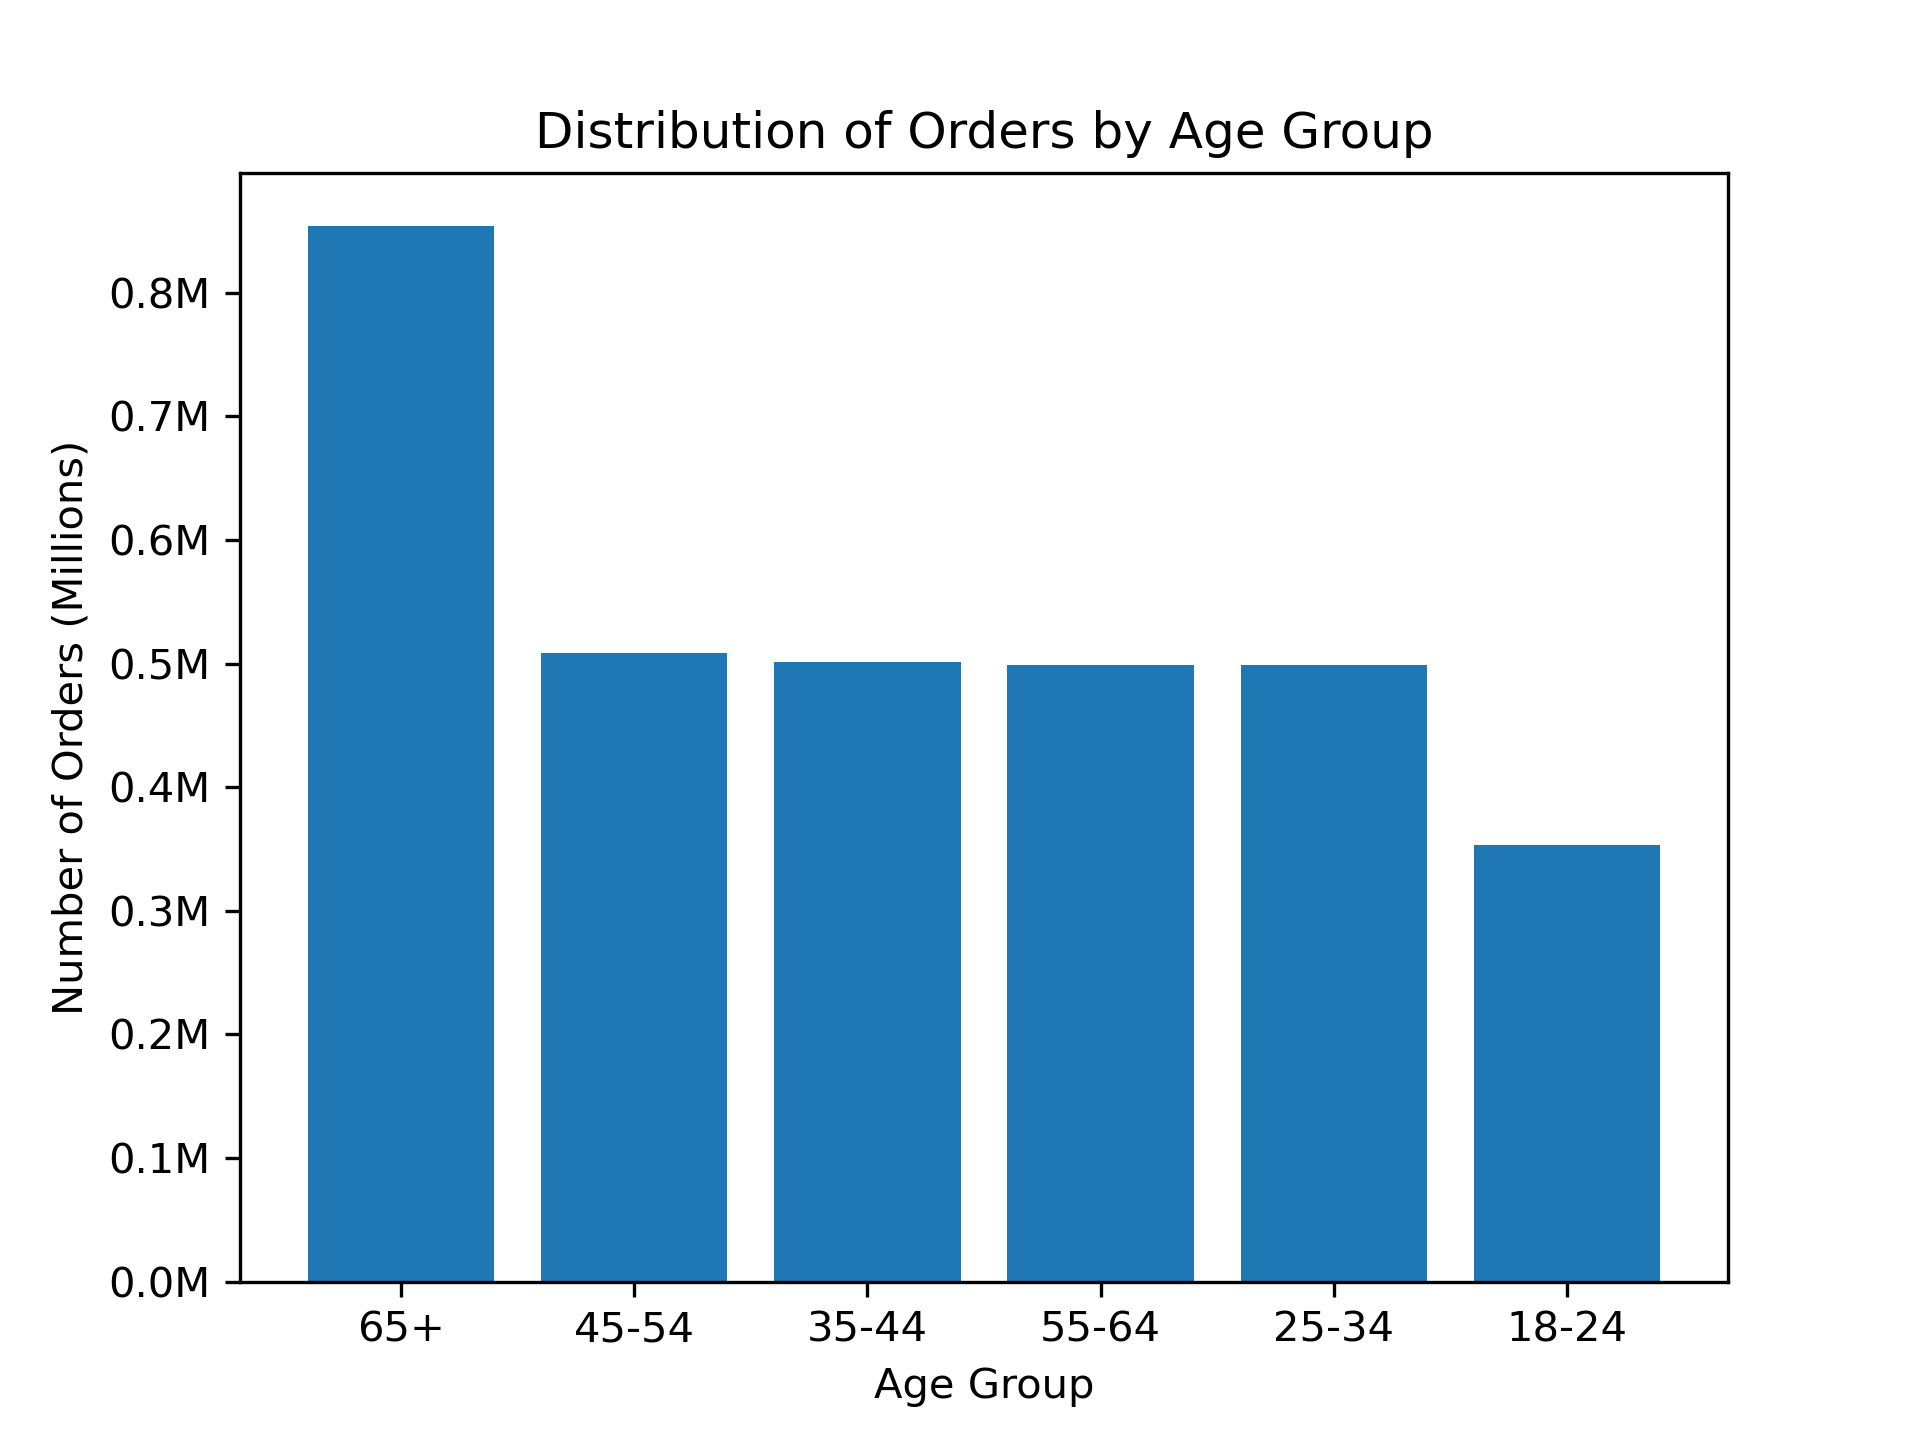 Distribution of Orders by Age Group
Number of Orders (Millions)
0.8M
0.7M
0.6M
0.5M
0.4M
0.3M
0.2M
0.1M
0.0M
65+ 45-54 35-44 55-64 25-34 18-24
Age Group